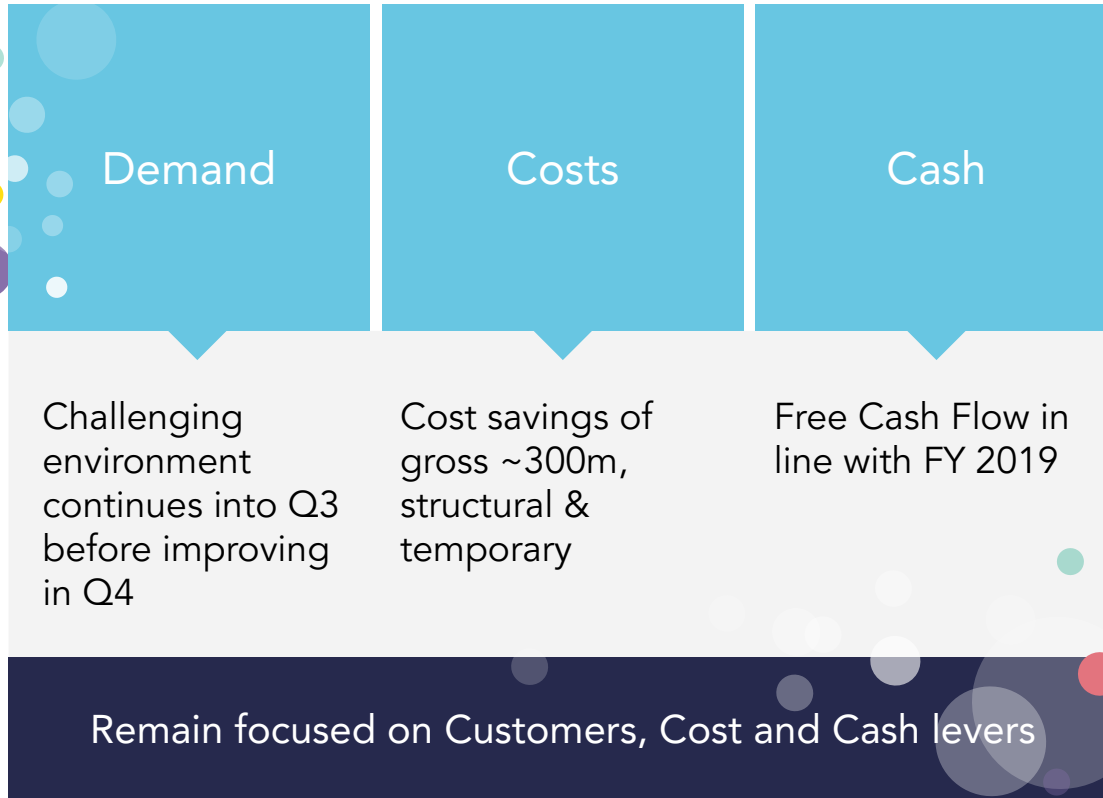 Demand
Challenging
environment
continues into Q3
before improving
in Q4
Costs
Cost savings of
gross ~300m,
structural &
temporary
Cash
Free Cash Flow in
line with FY 2019
Remain focused on Customers, Cost and Cash levers